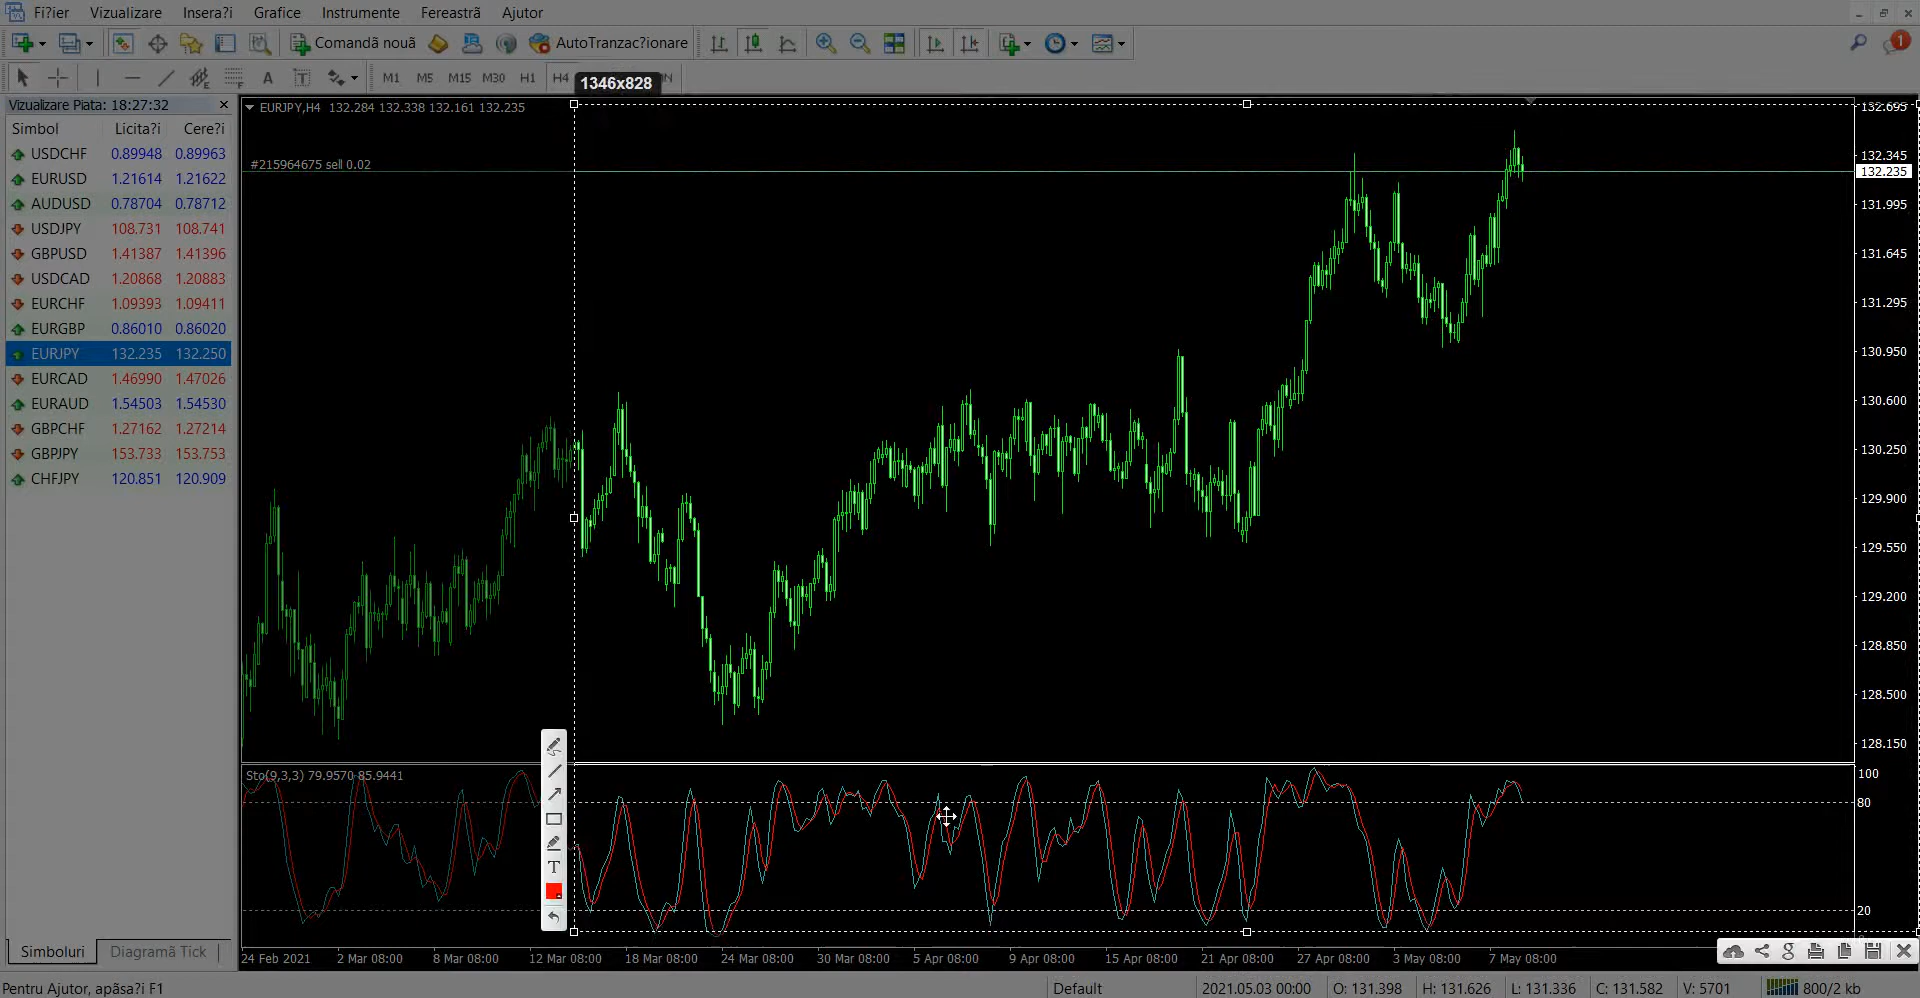 Fi?ier Vizualizare Insera?i Grafice Instrumente Fereastră Ajutor
Comandă nouă AutoTranzac?ionare 1
A T M1 M5 M15 M30 H1 H4
1346x828
Vizualizare Piata: 18:27:32
Simbol Licita?i Cere?i
USDCHF 0.89948 0.89963
EURUSD 1.21614 1.21622
AUDUSD 0.78704 0.78712
USDJPY 108.731 108.741
GBPUSD 1.41387 1.41396
USDCAD 1.20868 1.20883
EURCHF 1.09393 1.09411
EURGBP 0.86010 0.86020
EURJPY 132.235 132.250
EURCAD 1.46990 1.47026
EURAUD 1.54503 1.54530
GBPCHF 1.27162 1.27214
GBPJPY 153.733 153.753
CHFJPY 120.851 120.909
Simboluri Diagramă Tick
EURJPY,H4 132.284 132.338 132.161 132.235
#215964675 sell 0.02
132.695
132.345
132.235
131.995
131.645
131.295
130.950
130.600
130.250
129.900
129.550
129.200
128.850
128.500
128.150
Sto(9,3,3) 79.9570 85.9441
100
80
20
T
24 Feb 2021 2 Mar 08:00 8 Mar 08:00 12 Mar 08:00 18 Mar 08:00 24 Mar 08:00 30 Mar 08:00 5 Apr 08:00 9 Apr 08:00 15 Apr 08:00 21 Apr 08:00 27 Apr 08:00 3 May 08:00 7 May 08:00
Pentru Ajutor, apăsa?i F1 Default 2021.05.03 00:00 O: 131.398 H: 131.626 L: 131.336 C: 131.582 V: 5701 800/2 kb